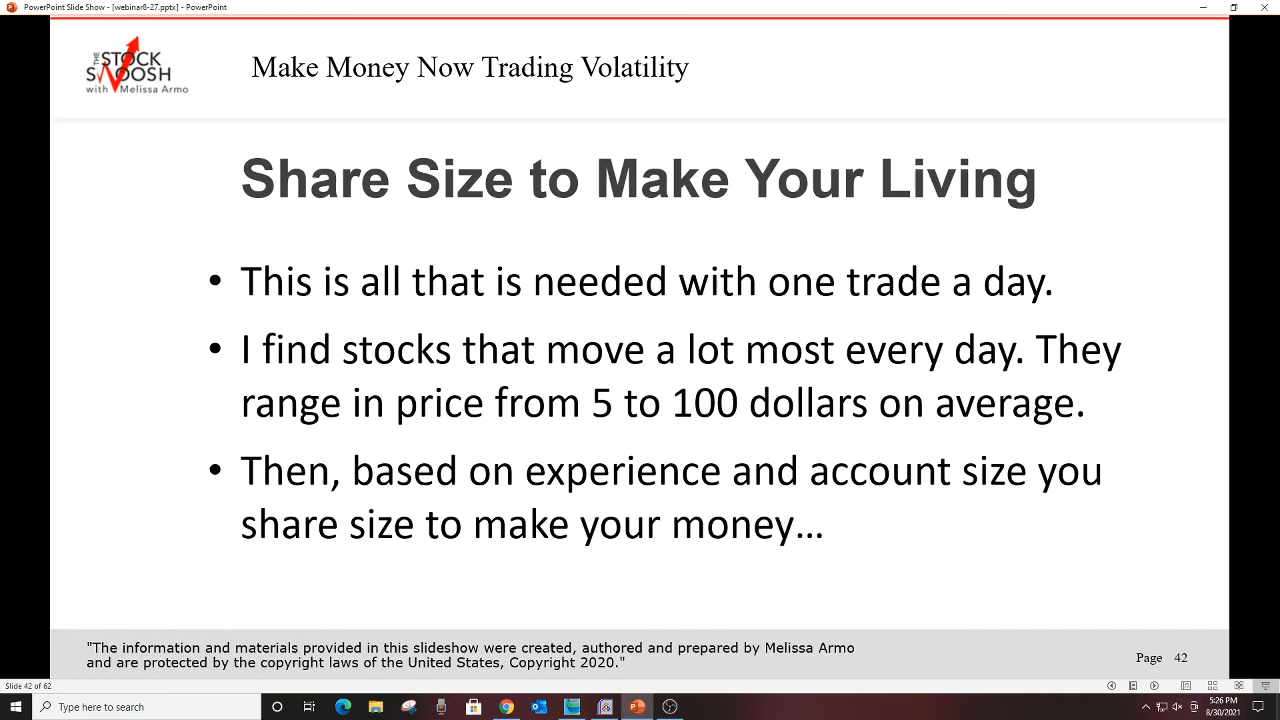 PowerPoint Slide Show - [webinar8-27.pptx] - PowerPoint
THE
STOCK
SWOOSH
with Melissa Armo
Make Money Now Trading Volatility
Share Size to Make Your Living
• This is all that is needed with one trade a day.
• I find stocks that move a lot most every day. They
range in price from 5 to 100 dollars on average.
• Then, based on experience and account size you
share size to make your money...
"The information and materials provided in this slideshow were created, authored and prepared by Melissa Armo
and are protected by the copyright laws of the United States, Copyright 2020."
Page 42
Slide 42 of 62
Type here to search
5:26 PM
8/30/2021